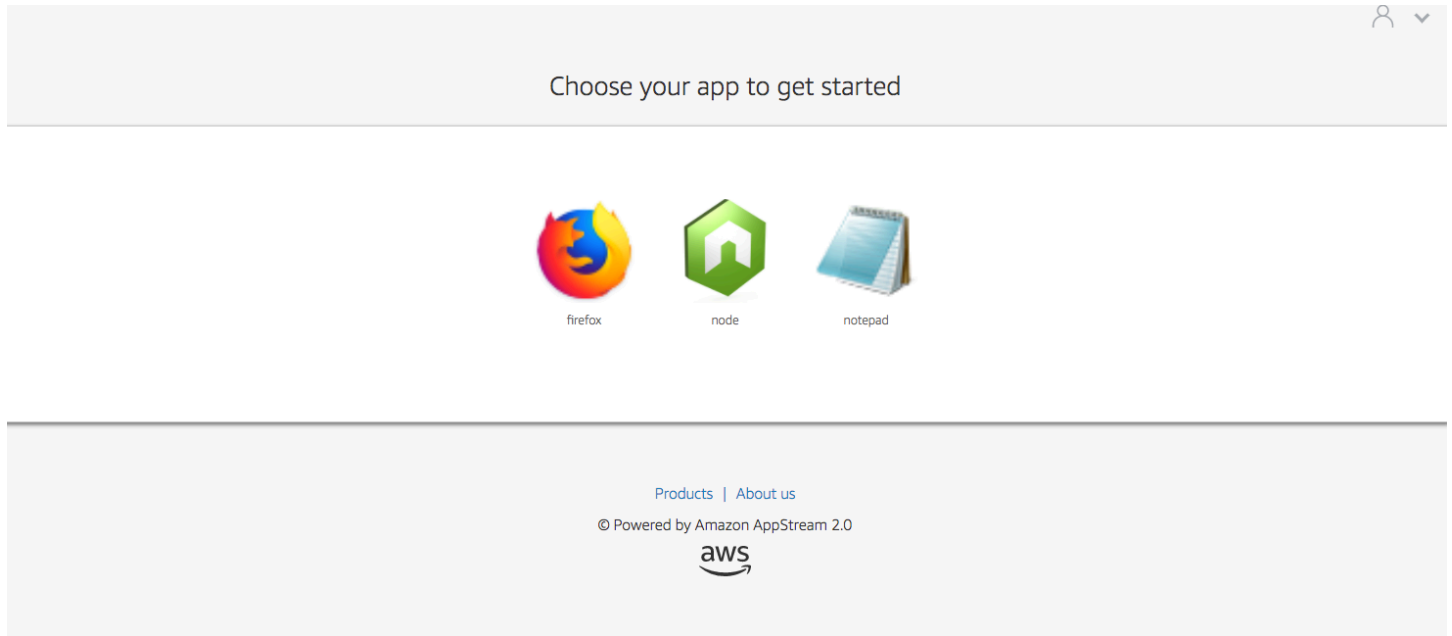 Choose your app to get started
firefox
node
notepad
Products | About us
© Powered by Amazon AppStream 2.0
aws